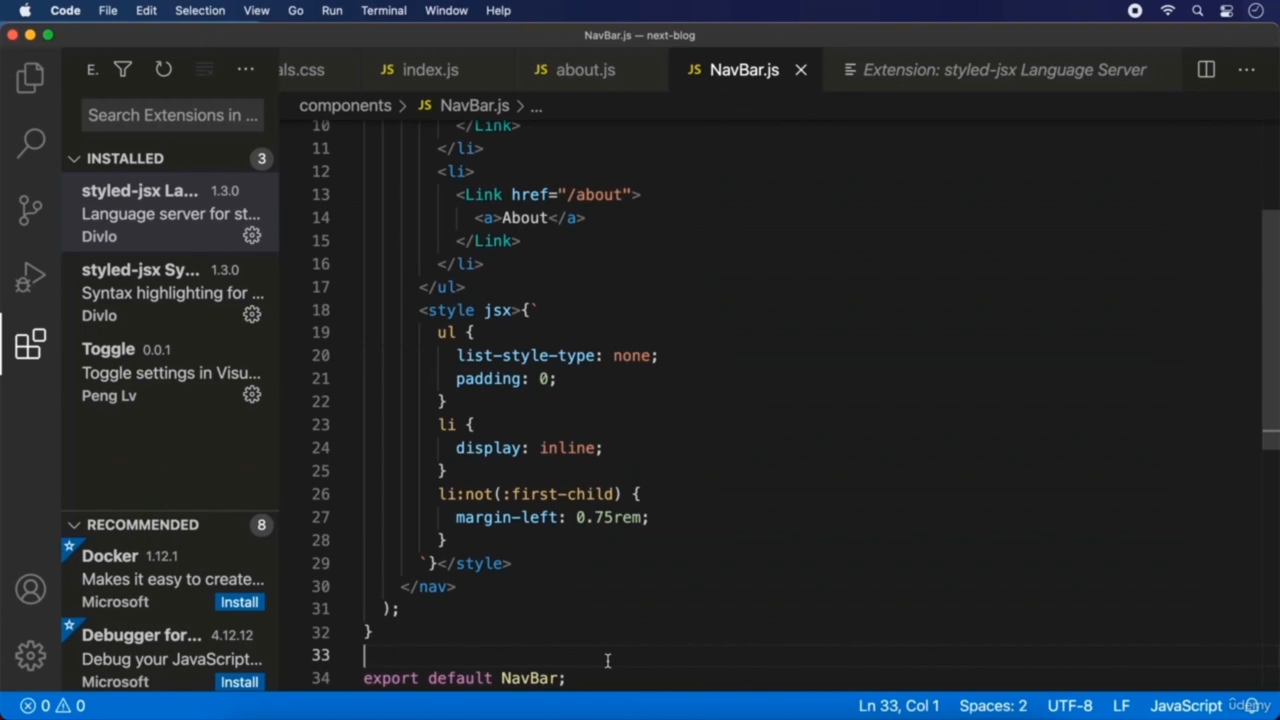 Code File Edit Selection View Go Run Terminal Window Help
NavBar.js — next-blog
E. ... als.css JS index.js JS about.js JS NavBar.js × Extension: styled-jsx Language Server ...
Search Extensions in ...
components > JS NavBar.js > ...
INSTALLED 3
styled-jsx La... 1.3.0
Language server for st...
Divlo
styled-jsx Sy... 1.3.0
Syntax highlighting for ...
Divlo
Toggle 0.0.1
Toggle settings in Visu...
Peng Lv
RECOMMENDED 8
Docker 1.12.1
Makes it easy to create...
Microsoft Install
Debugger for... 4.12.12
Debug your JavaScript...
Microsoft Install
10 </Link>
11 </li>
12 <li>
13 <Link href="/about">
14 <a>About</a>
15 </Link>
16 </li>
17 </ul>
18 <style jsx>{`
19 ul {
20 list-style-type: none;
21 padding: 0;
22 }
23 li {
24 display: inline;
25 }
26 li:not(:first-child) {
27 margin-left: 0.75rem;
28 }
29 `}</style>
30 </nav>
31 );
32 }
33
34 export default NavBar;
0 0 Ln 33, Col 1 Spaces: 2 UTF-8 LF JavaScript
udemy